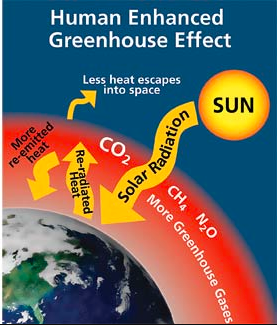 Human Enhanced
Greenhouse Effect
Less heat escapes
into space
SUN
More
re-emitted
heat
CO₂
Solar Radiation
Re-radiated
Heat
CH₄ N₂O
More Greenhouse Gases